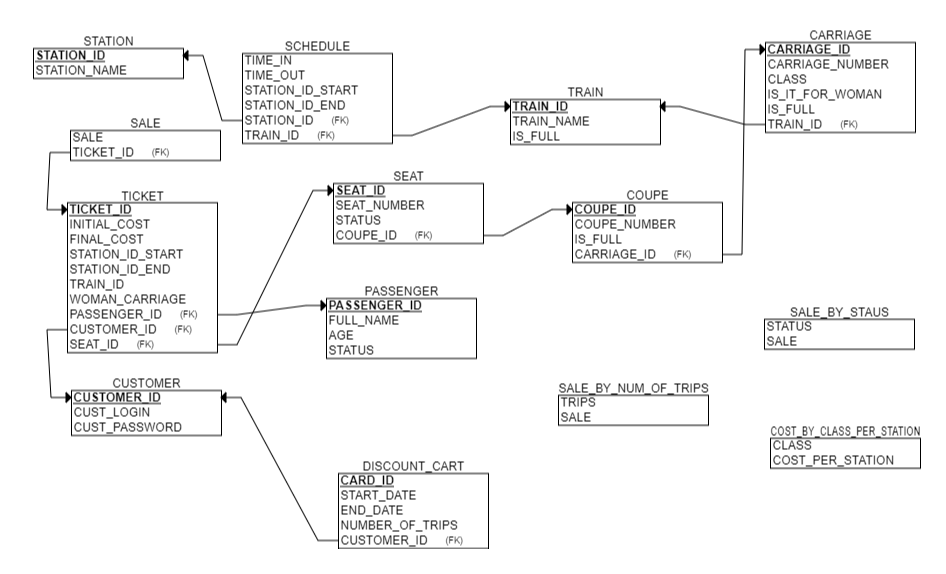 STATION
STATION_ID
STATION_NAME
SCHEDULE
TIME_IN
TIME_OUT
STATION_ID_START
STATION_ID_END
STATION_ID (FK)
TRAIN_ID (FK)
TRAIN
TRAIN_ID
TRAIN_NAME
IS_FULL
CARRIAGE
CARRIAGE_ID
CARRIAGE_NUMBER
CLASS
IS_IT_FOR_WOMAN
IS_FULL
TRAIN_ID (FK)
SALE
SALE
TICKET_ID (FK)
TICKET
TICKET_ID
INITIAL_COST
FINAL_COST
STATION_ID_START
STATION_ID_END
TRAIN_ID
WOMAN_CARRIAGE
PASSENGER_ID (FK)
CUSTOMER_ID (FK)
SEAT_ID (FK)
SEAT
SEAT_ID
SEAT_NUMBER
STATUS
COUPE_ID (FK)
COUPE
COUPE_ID
COUPE_NUMBER
IS_FULL
CARRIAGE_ID (FK)
PASSENGER
PASSENGER_ID
FULL_NAME
AGE
STATUS
SALE_BY_STAUS
STATUS
SALE
CUSTOMER
CUSTOMER_ID
CUST_LOGIN
CUST_PASSWORD
SALE_BY_NUM_OF_TRIPS
TRIPS
SALE
COST_BY_CLASS_PER_STATION
CLASS
COST_PER_STATION
DISCOUNT_CART
CARD_ID
START_DATE
END_DATE
NUMBER_OF_TRIPS
CUSTOMER_ID (FK)